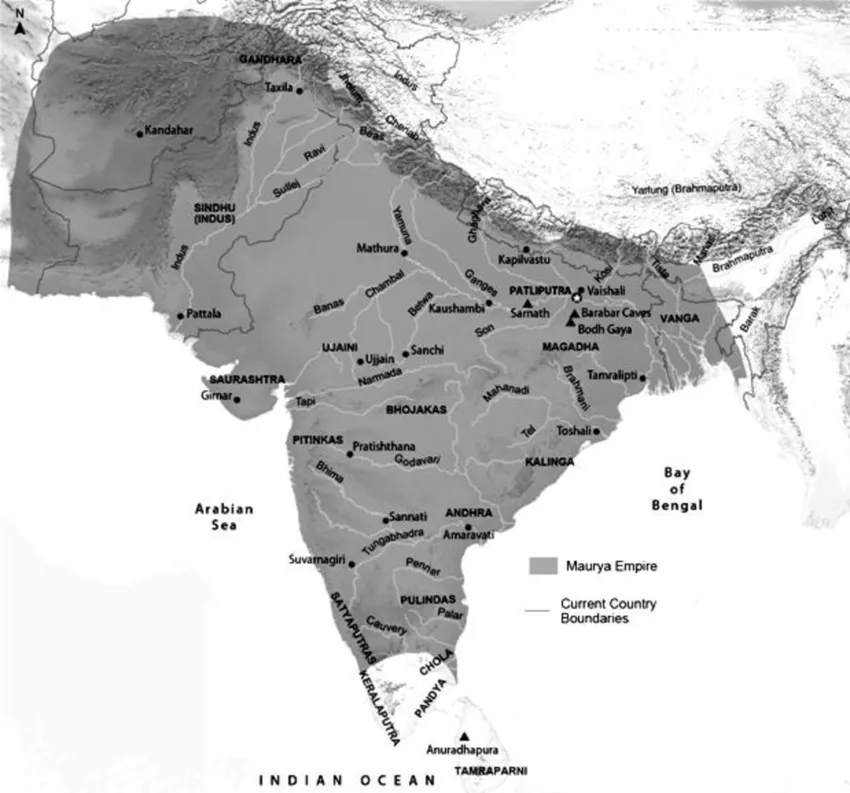 N
GANDHARA
Taxila
Indus
Jhelum
Chenab
Beas
Kandahar
Indus
Ravi
Sutlej
SINDHU
(INDUS)
Indus
Yamuna
Ghaghara
Yarlung (Brahmaputra)
Lohit
Manas
Brahmaputra
Tista
Kosi
Mathura
Kapilvastu
Chambal
Ganges
PATLIPUTRA
Vaishali
Banas
Betwa
Kaushambi
Sarnath
Barabar Caves
VANGA
Barak
Pattala
Son
Bodh Gaya
UJAINI
Ujjain
Sanchi
MAGADHA
SAURASHTRA
Narmada
Tamralipti
Girnar
Tapi
Mahanadi
Brahmani
BHOJAKAS
PITINKAS
Pratishthana
Tel
Toshali
Godavari
KALINGA
Bhima
Arabian
Sea
Bay
of
Bengal
Sannati
ANDHRA
Amaravati
Tungabhadra
Suvarnagiri
Penner
Maurya Empire
PULINDAS
Current Country
Boundaries
Palar
SATYAPUTRAS
Cauvery
CHOLA
KERALAPUTRA
PANDYA
Anuradhapura
TAMRAPARNI
INDIAN OCEAN